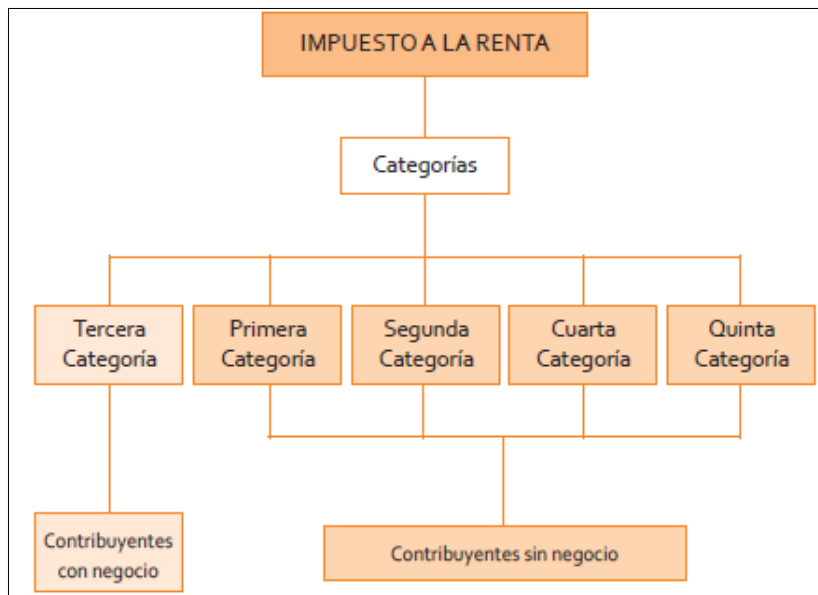 IMPUESTO A LA RENTA
Categorías
Tercera
Categoría
Primera
Categoría
Segunda
Categoría
Cuarta
Categoría
Quinta
Categoría
Contribuyentes
con negocio
Contribuyentes sin negocio